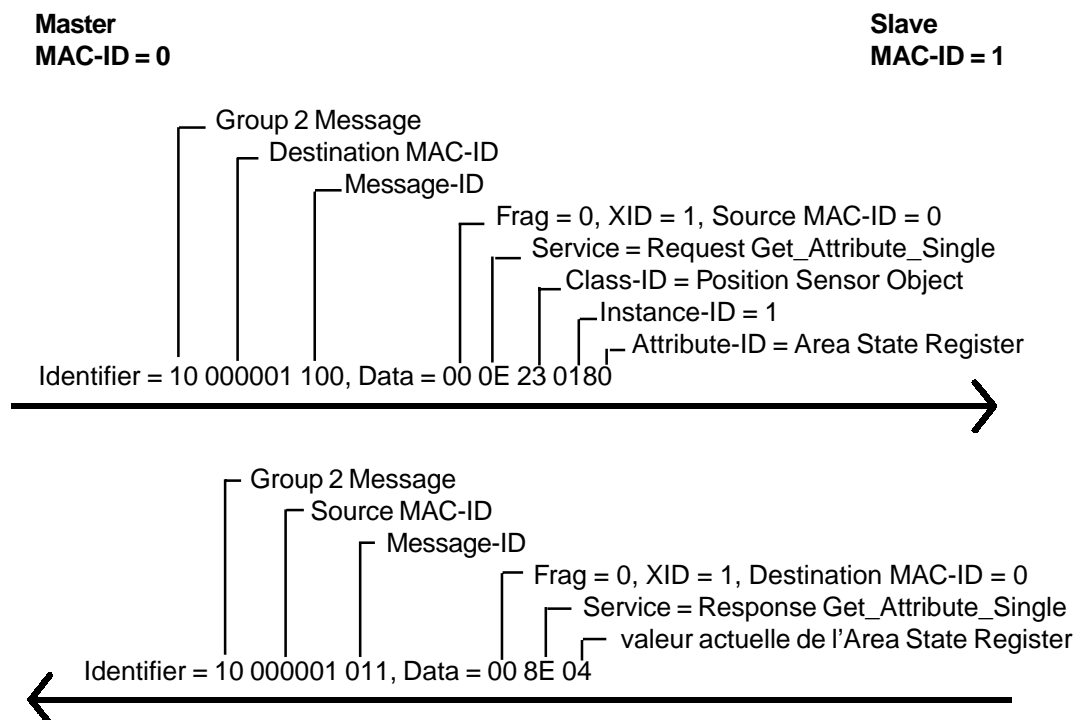 Master
MAC-ID = 0
Slave
MAC-ID = 1
Group 2 Message
Destination MAC-ID
Message-ID
Frag = 0, XID = 1, Source MAC-ID = 0
Service = Request Get_Attribute_Single
Class-ID = Position Sensor Object
Instance-ID = 1
Attribute-ID = Area State Register
Identifier = 10 000001 100, Data = 00 0E 23 0180
Group 2 Message
Source MAC-ID
Message-ID
Frag = 0, XID = 1, Destination MAC-ID = 0
Service = Response Get_Attribute_Single
valeur actuelle de l'Area State Register
Identifier = 10 000001 011, Data = 00 8E 04